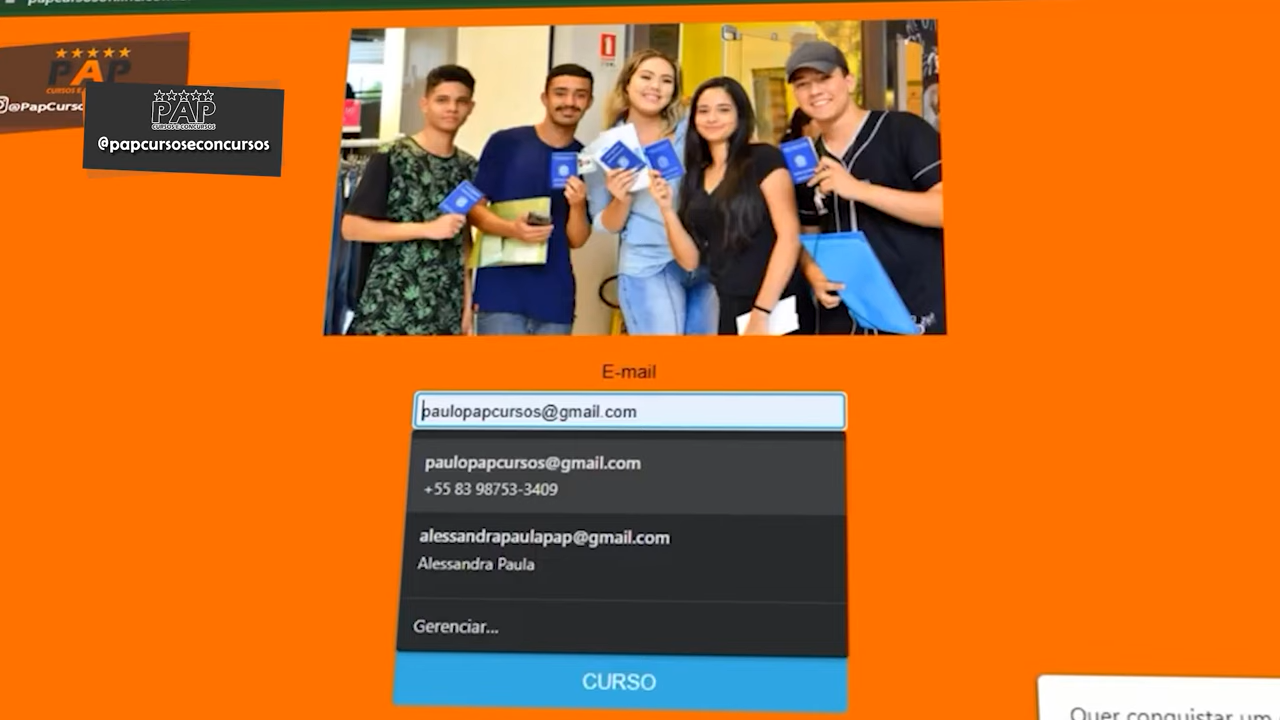 PAP
CURSOS E
@PapCurso
PAP
CURSOS E CONCURSOS
@papcursoseconcursos
E-mail
paulopapcursos@gmail.com
paulopapcursos@gmail.com
+55 83 98753-3409
alessandrapaulapap@gmail.com
Alessandra Paula
Gerenciar...
CURSO
Quer conquistar um